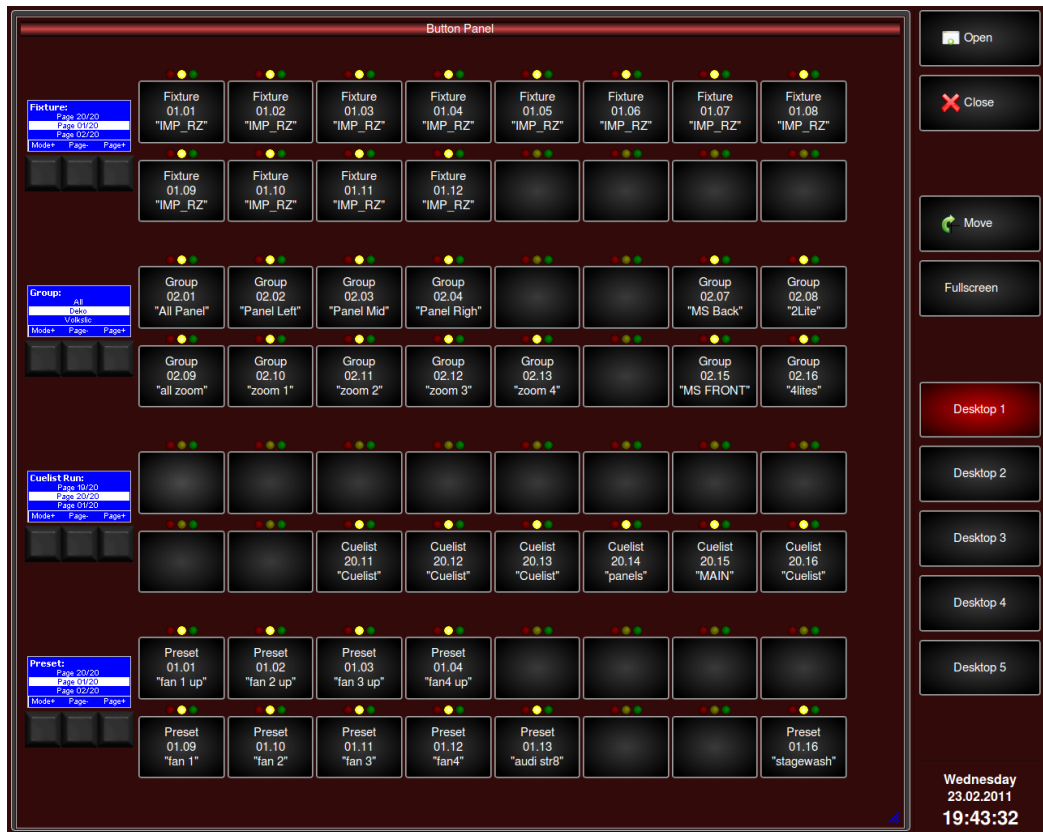 Button Panel
Fixture:
Page 20/20
Page 01/20
Page 02/20
Mode+ Page- Page+
Fixture
01.01
"IMP_RZ"
Fixture
01.02
"IMP_RZ"
Fixture
01.03
"IMP_RZ"
Fixture
01.04
"IMP_RZ"
Fixture
01.05
"IMP_RZ"
Fixture
01.06
"IMP_RZ"
Fixture
01.07
"IMP_RZ"
Fixture
01.08
"IMP_RZ"
Fixture
01.09
"IMP_RZ"
Fixture
01.10
"IMP_RZ"
Fixture
01.11
"IMP_RZ"
Fixture
01.12
"IMP_RZ"
Group:
All
Deko
Volkslic
Mode+ Page- Page+
Group
02.01
"All Panel"
Group
02.02
"Panel Left"
Group
02.03
"Panel Mid"
Group
02.04
"Panel Righ"
Group
02.07
"MS Back"
Group
02.08
"2Lite"
Group
02.09
"all zoom"
Group
02.10
"zoom 1"
Group
02.11
"zoom 2"
Group
02.12
"zoom 3"
Group
02.13
"zoom 4"
Group
02.15
"MS FRONT"
Group
02.16
"4lites"
Cuelist Run:
Page 19/20
Page 20/20
Page 01/20
Mode+ Page- Page+
Cuelist
20.11
"Cuelist"
Cuelist
20.12
"Cuelist"
Cuelist
20.13
"Cuelist"
Cuelist
20.14
"panels"
Cuelist
20.15
"MAIN"
Cuelist
20.16
"Cuelist"
Preset:
Page 20/20
Page 01/20
Page 02/20
Mode+ Page- Page+
Preset
01.01
"fan 1 up"
Preset
01.02
"fan 2 up"
Preset
01.03
"fan 3 up"
Preset
01.04
"fan4 up"
Preset
01.09
"fan 1"
Preset
01.10
"fan 2"
Preset
01.11
"fan 3"
Preset
01.12
"fan4"
Preset
01.13
"audi str8"
Preset
01.16
"stagewash"
Open
Close
Move
Fullscreen
Desktop 1
Desktop 2
Desktop 3
Desktop 4
Desktop 5
Wednesday
23.02.2011
19:43:32